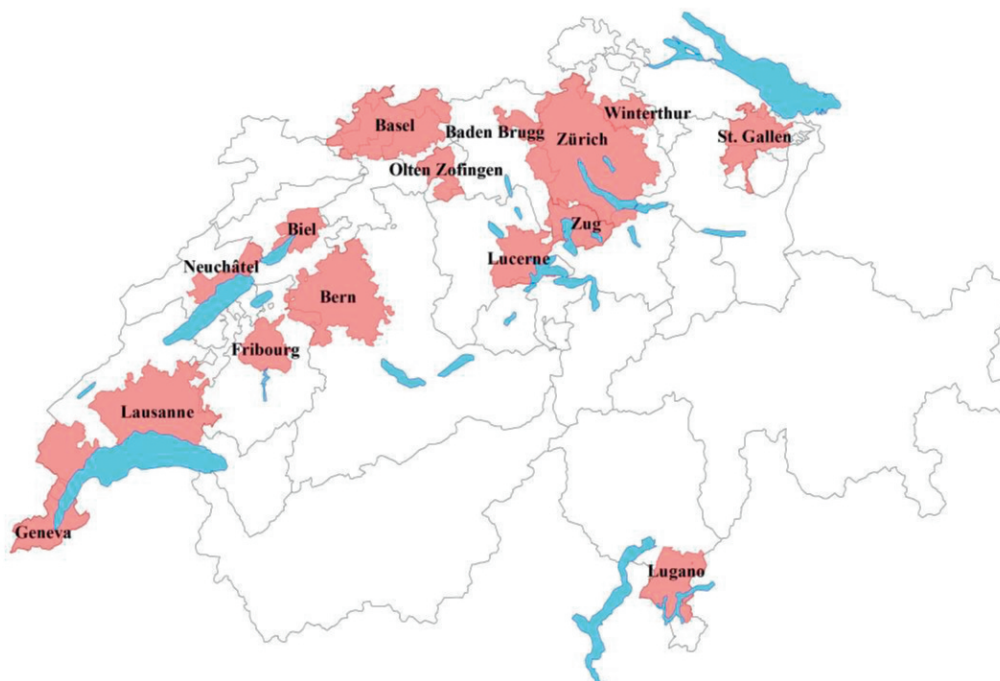 Winterthur
Basel
Baden Brugg
Zürich
St. Gallen
Olten Zofingen
Zug
Biel
Lucerne
Neuchâtel
Bern
Fribourg
Lausanne
Geneva
Lugano